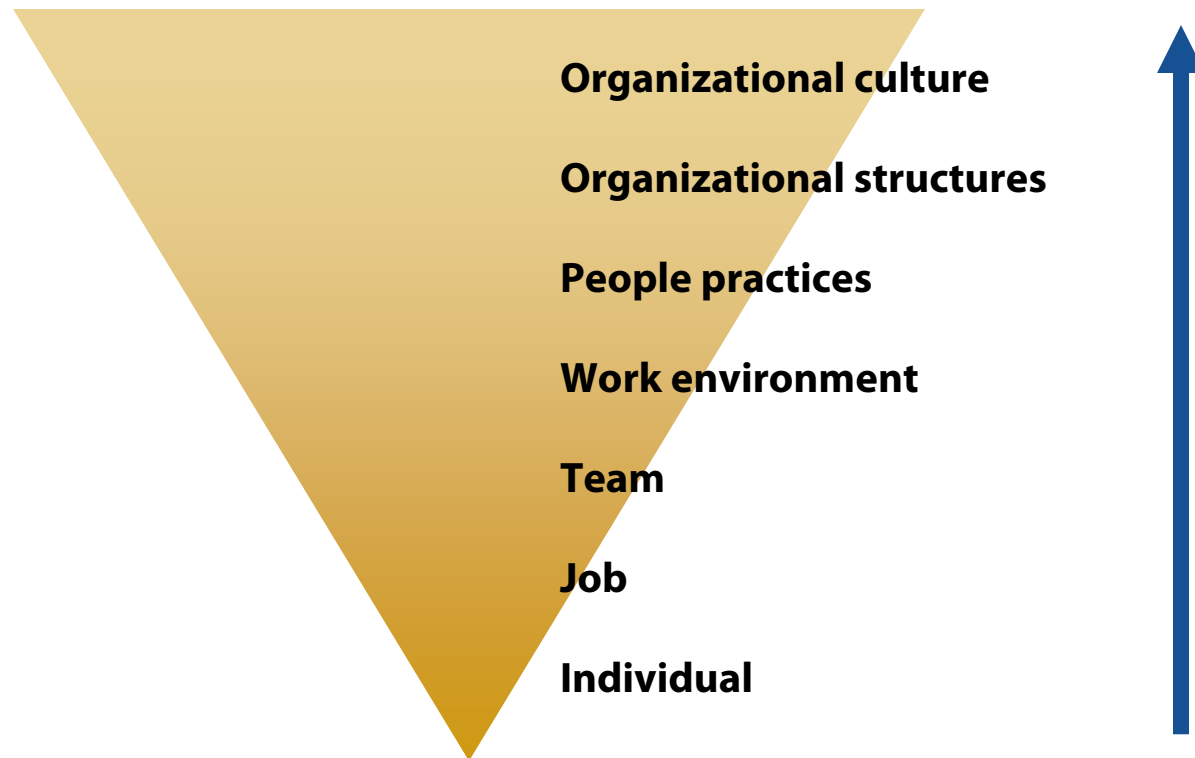 Organizational culture
Organizational structures
People practices
Work environment
Team
Job
Individual